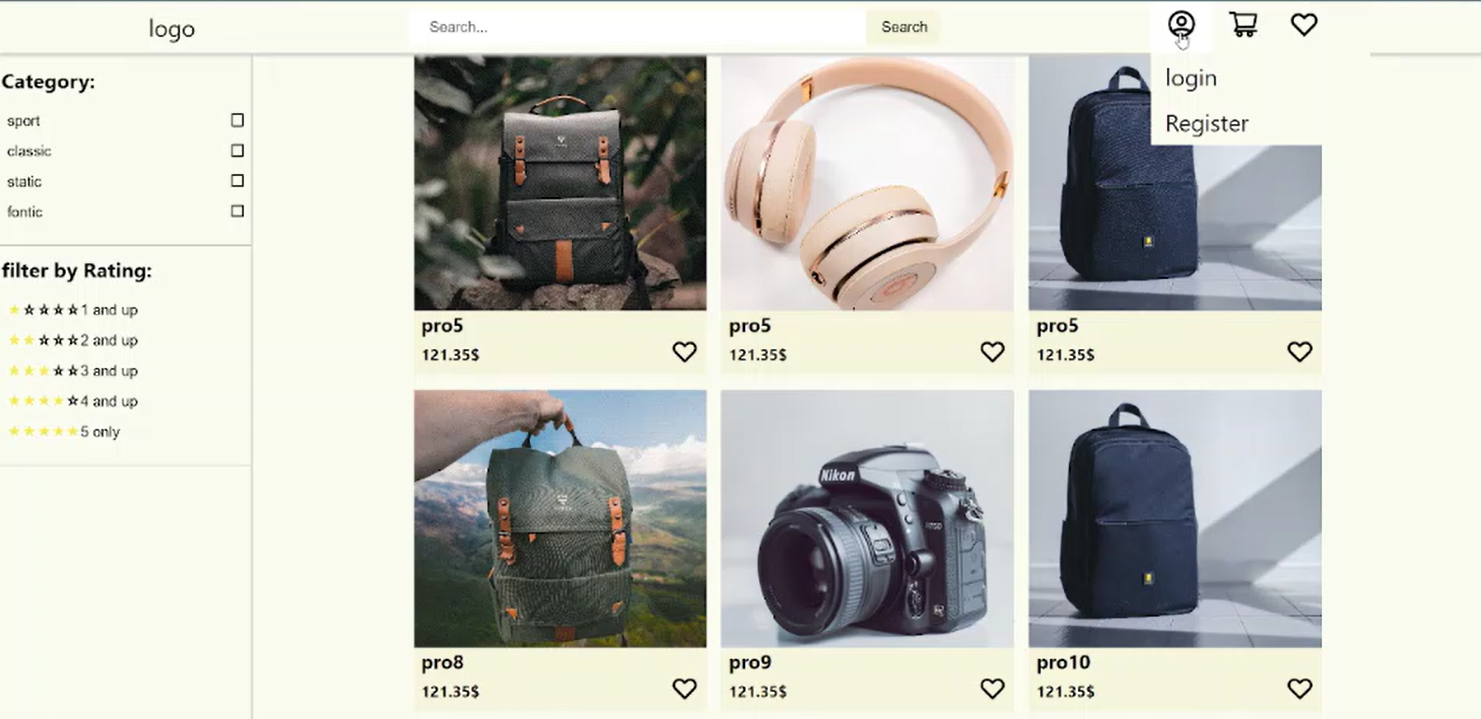 logo
Search...
Search
login
Register
Category:
sport
classic
static
fontic
filter by Rating:
1 and up
2 and up
3 and up
4 and up
5 only
pro5
121.35$
pro5
121.35$
pro5
121.35$
Nikon
pro8
121.35$
pro9
121.35$
pro10
121.35$